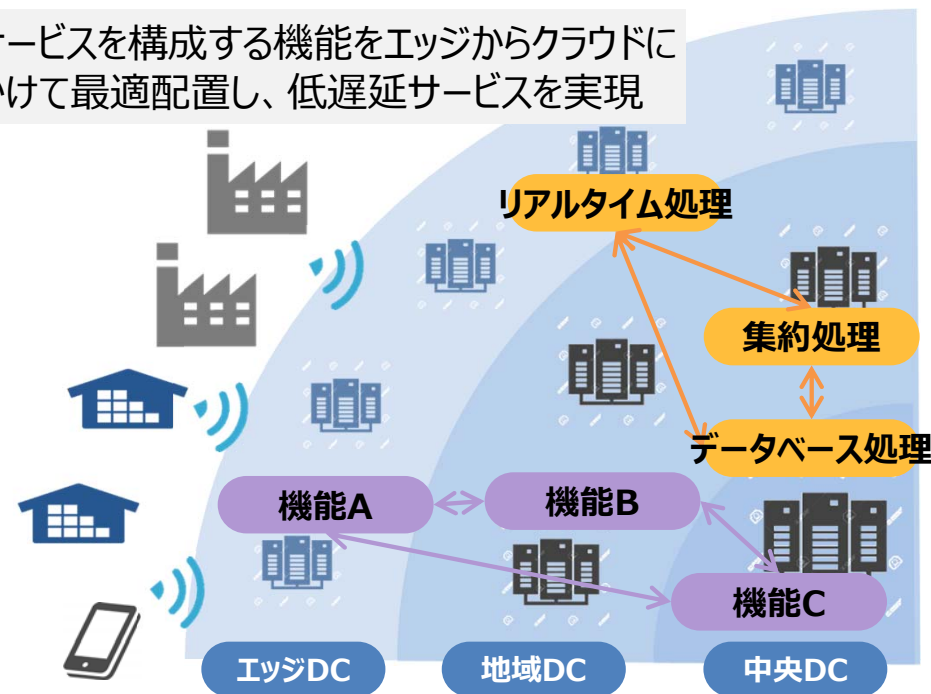 ービスを構成する機能をエッジからクラウドに
けて最適配置し、低遅延サービスを実現
リアルタイム処理
集約処理
データベース処理
機能A
機能B
機能C
エッジDC
地域DC
中央DC